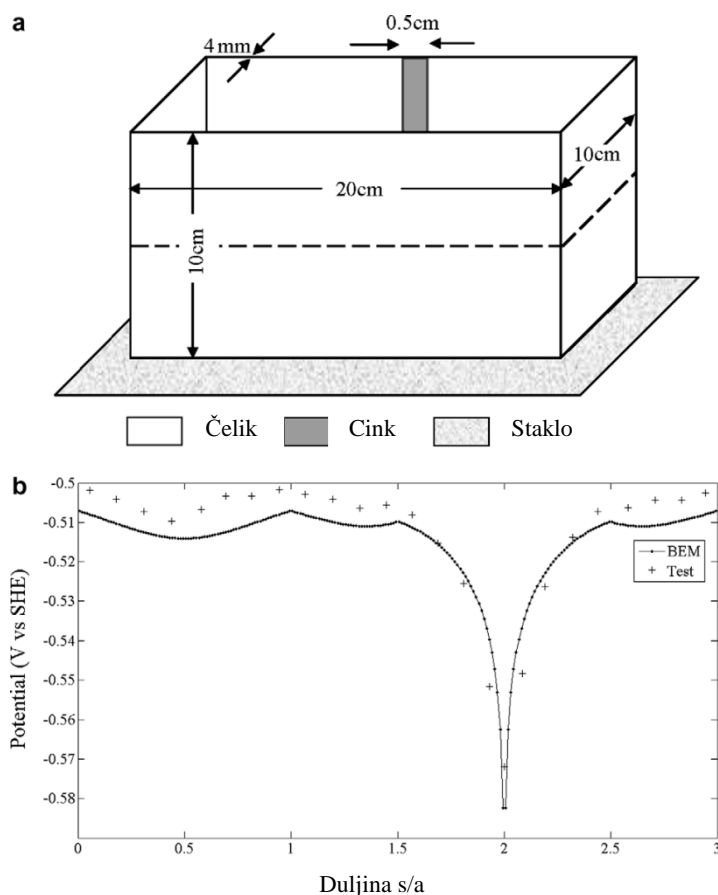 a
0.5cm
4mm
10cm
20cm
10cm
Čelik
Cink
Staklo
b
-0.5
-0.51
-0.52
-0.53
-0.54
-0.55
-0.56
-0.57
-0.58
Potential (V vs SHE)
BEM
Test
0
0.5
1
1.5
2
2.5
3
Duljina s/a